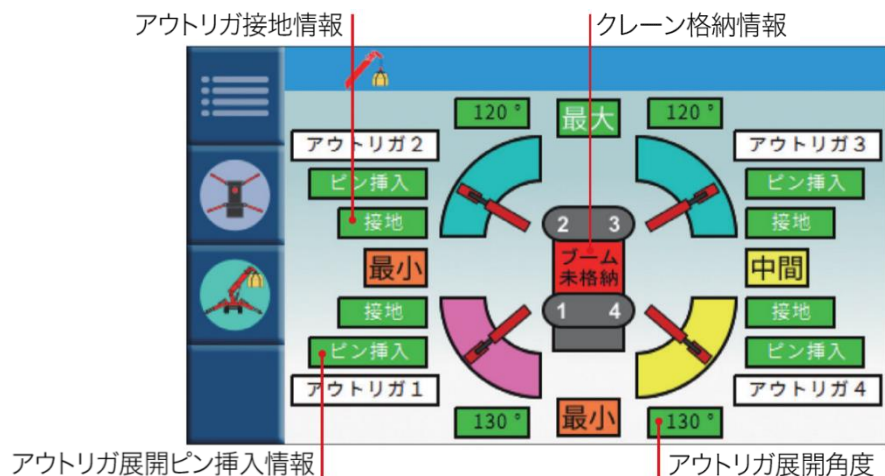 アウトリガ接地情報
クレーン格納情報
120°
最大
120°
アウトリガ2
アウトリガ3
ピン挿入
ピン挿入
接地
2 3
接地
最小
ブーム
未格納
中間
接地
1 4
接地
ピン挿入
ピン挿入
アウトリガ1
アウトリガ4
130°
最小
130°
アウトリガ展開ピン挿入情報
アウトリガ展開角度